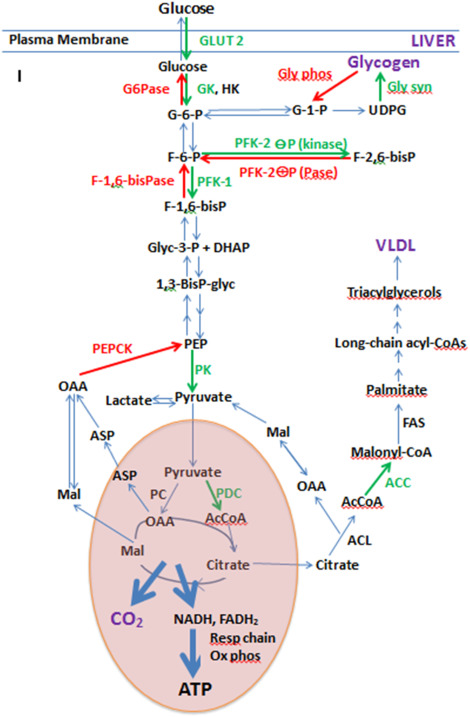 Glucose
GLUT 2
Plasma Membrane
LIVER
I
Glucose
Glycogen
G6Pase
GK, HK
Gly phos
Gly syn
G-6-P
G-1-P
UDPG
PFK-2 ⊖P (kinase)
F-6-P
F-2,6-bisP
PFK-2⊕P (Pase)
F-1,6-bisPase
PFK-1
F-1,6-bisP
Glyc-3-P + DHAP
VLDL
1,3-BisP-glyc
Triacylglycerols
PEP
Long-chain acyl-CoAs
PEPCK
PK
OAA
Palmitate
Lactate
Pyruvate
FAS
ASP
Mal
Malonyl-CoA
Pyruvate
ASP
OAA
ACC
Mal
PC
PDC
AcCoA
OAA
AcCoA
ACL
Mal
Citrate
Citrate
CO2
NADH, FADH2
Resp chain
Ox phos
ATP